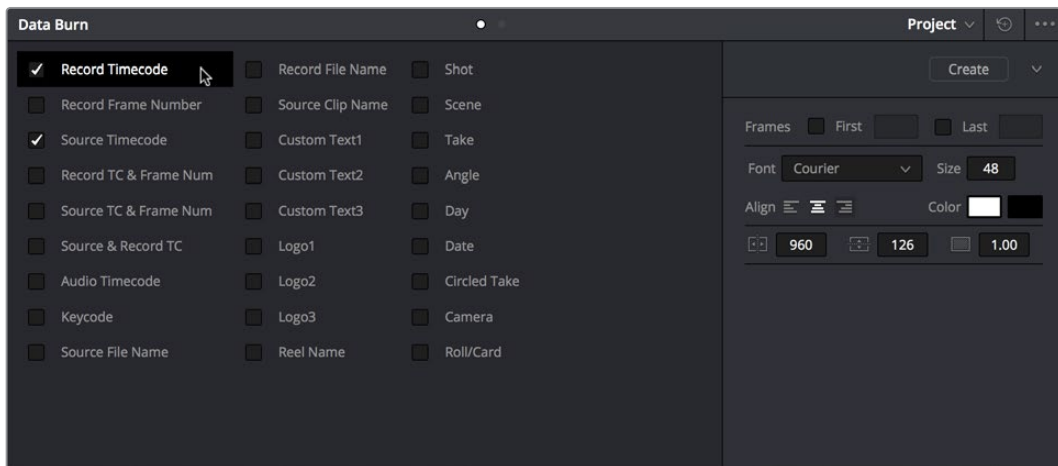 Data Burn
Project
Record Timecode
Record File Name
Shot
Record Frame Number
Source Clip Name
Scene
Source Timecode
Custom Text1
Take
Record TC & Frame Num
Custom Text2
Angle
Source TC & Frame Num
Custom Text3
Day
Source & Record TC
Logo1
Date
Audio Timecode
Logo2
Circled Take
Keycode
Logo3
Camera
Source File Name
Reel Name
Roll/Card
Create
Frames First Last
Font Courier Size 48
Align Color
960 126 1.00